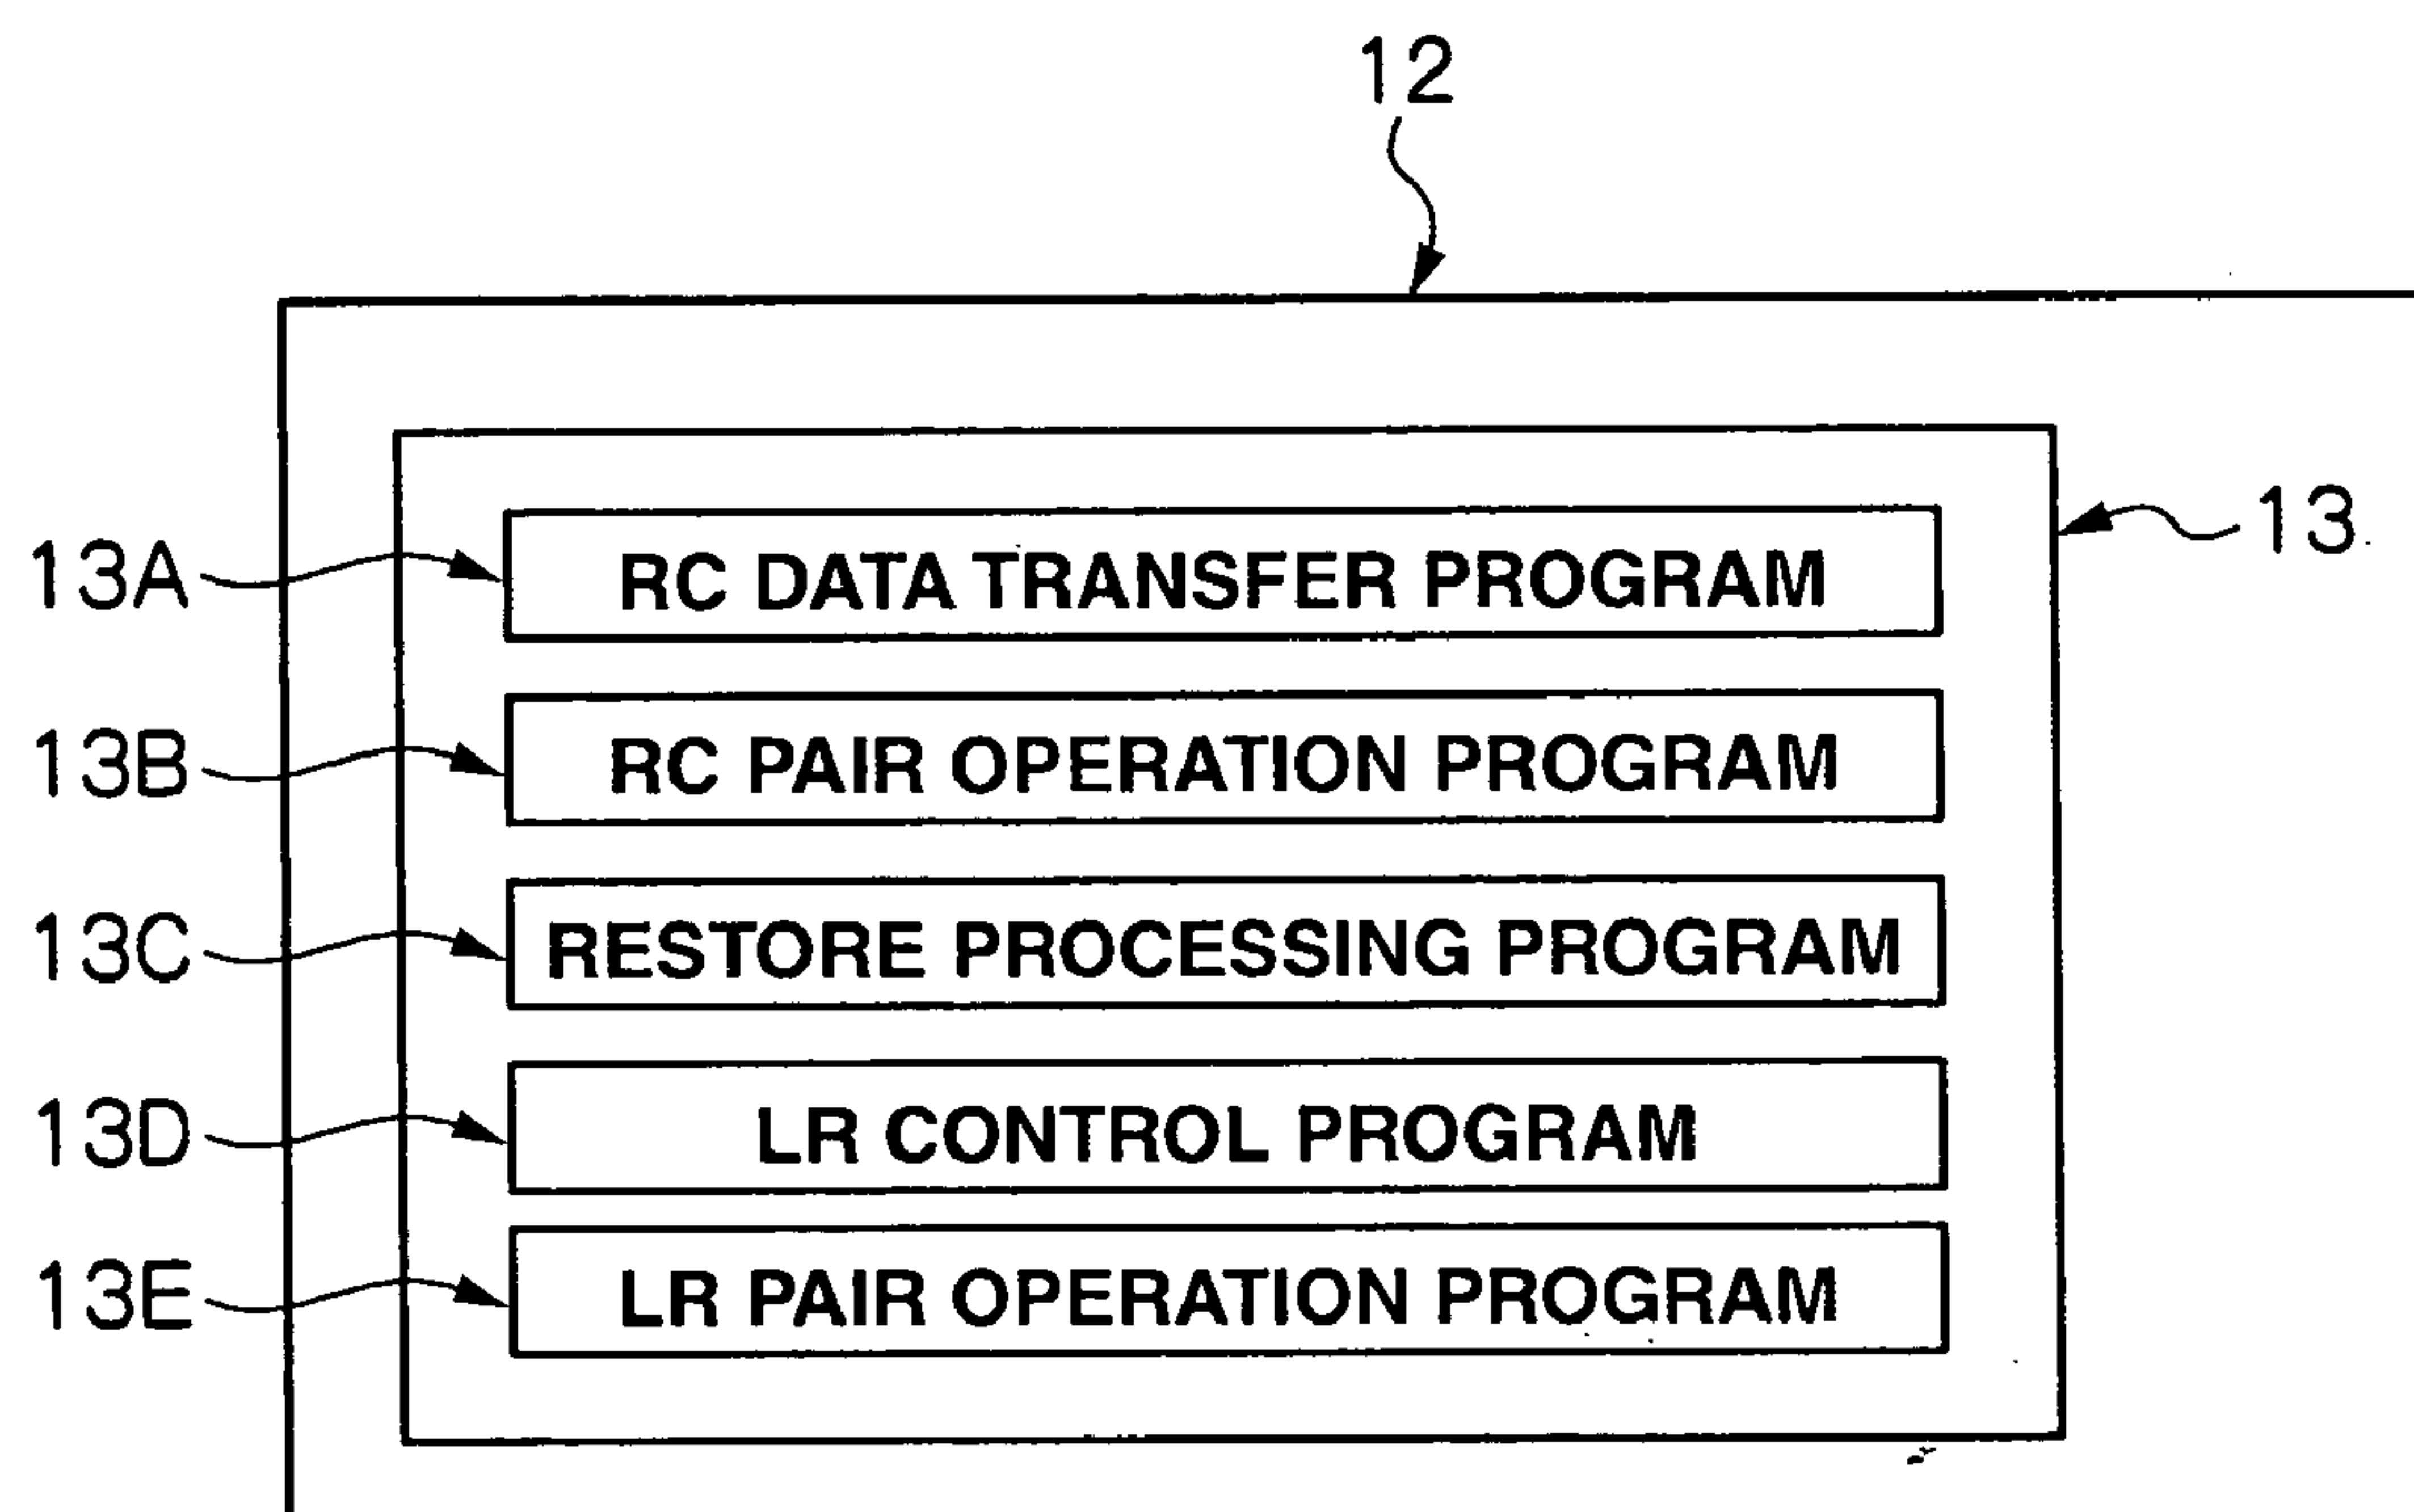 12
13
13A RC DATA TRANSFER PROGRAM
13B RC PAIR OPERATION PROGRAM
13C RESTORE PROCESSING PROGRAM
13D LR CONTROL PROGRAM
13E LR PAIR OPERATION PROGRAM